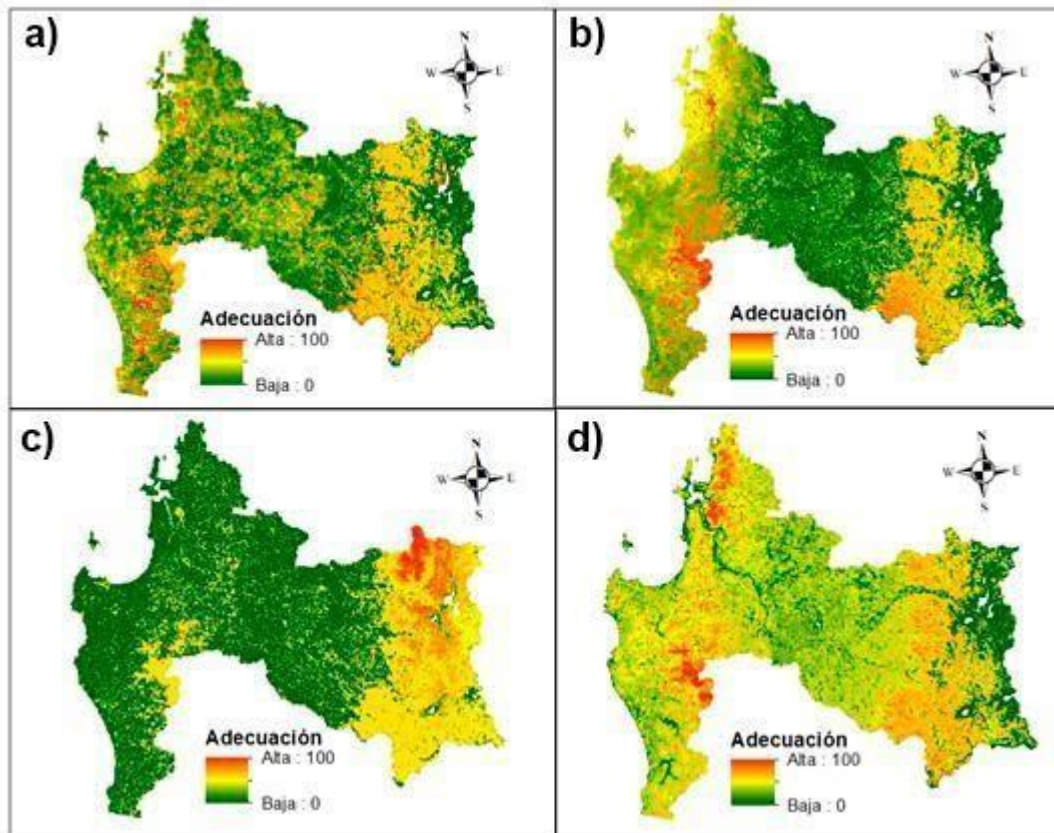 a)
N
W E
S
Adecuación
Alta : 100
Baja : 0
b)
N
W E
S
Adecuación
Alta : 100
Baja : 0
c)
N
W E
S
Adecuación
Alta : 100
Baja : 0
d)
N
W E
S
Adecuación
Alta : 100
Baja : 0